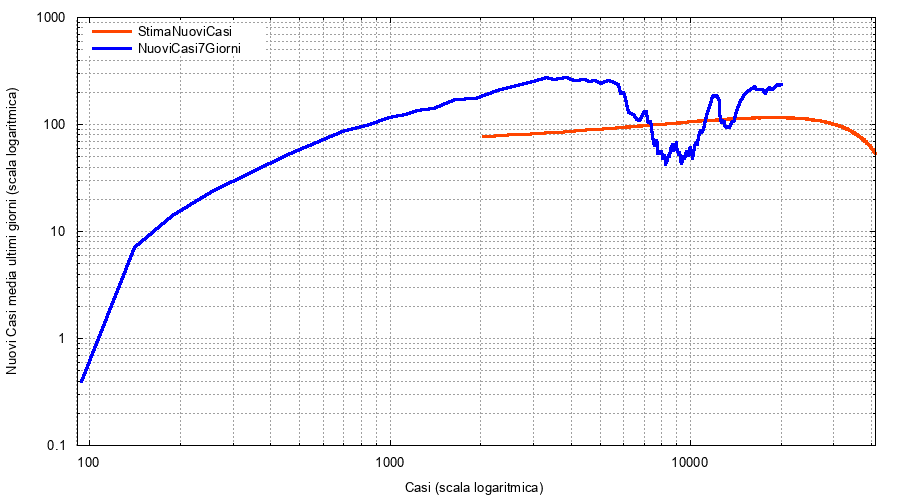 1000
StimaNuoviCasi
NuoviCasi7Giorni
100
10
1
0.1
Nuovi Casi media ultimi giorni (scala logaritmica)
100
1000
10000
Casi (scala logaritmica)